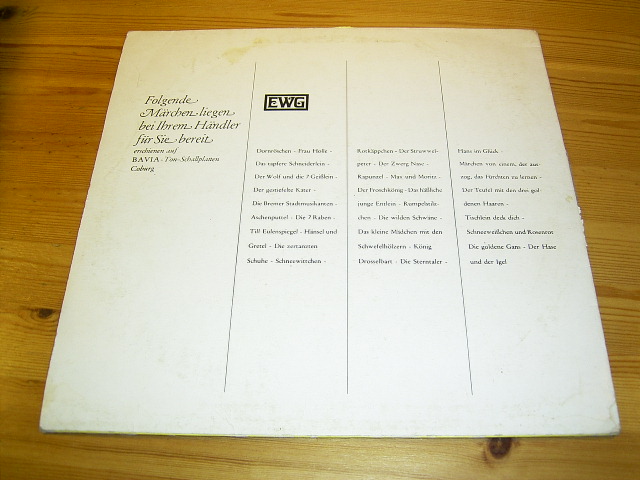 Folgende
Märchen liegen
bei Ihrem Händler
für Sie bereit
erschienen auf
BAVIA-Ton-Schallplatten
Coburg
EWG
Dornröschen - Frau Holle -
Das tapfere Schneiderlein -
Der Wolf und die 7 Geißlein -
Der gestiefelte Kater -
Die Bremer Stadtmusikanten -
Aschenputtel - Die 7 Raben -
Till Eulenspiegel - Hänsel und
Gretel - Die zertanzten
Schuhe - Schneewittchen -
Rotkäppchen - Der Struwwel-
peter - Der Zwerg Nase -
Rapunzel - Max und Moritz -
Der Froschkönig - Das häßliche
junge Entlein - Rumpelstilz-
chen - Die wilden Schwäne -
Das kleine Mädchen mit den
Schwefelhölzern - König
Drosselbart - Die Sterntaler -
Hans im Glück -
Märchen von einem, der aus-
zog, das Fürchten zu lernen -
Der Teufel mit den drei gol-
denen Haaren -
Tischlein deck dich -
Schneeweißchen und Rosenrot
Die goldene Gans - Der Hase
und der Igel